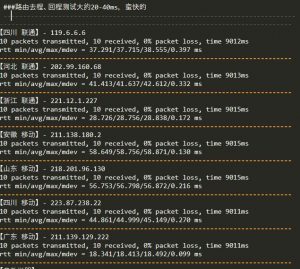 ###路由去程、回程测试大的20-40ms, 蛮快的
【四川 联通】- 119.6.6.6
10 packets transmitted, 10 received, 0% packet loss, time 9012ms
rtt min/avg/max/mdev = 37.291/37.715/38.555/0.397 ms
【河北 联通】- 202.99.160.68
10 packets transmitted, 10 received, 0% packet loss, time 9013ms
rtt min/avg/max/mdev = 41.413/41.637/42.612/0.332 ms
【浙江 联通】- 221.12.1.227
10 packets transmitted, 10 received, 0% packet loss, time 9015ms
rtt min/avg/max/mdev = 28.726/28.756/28.838/0.172 ms
【安徽 移动】- 211.138.180.2
10 packets transmitted, 10 received, 0% packet loss, time 9015ms
rtt min/avg/max/mdev = 58.649/58.756/58.871/0.130 ms
【山东 移动】- 218.201.96.130
10 packets transmitted, 10 received, 0% packet loss, time 9015ms
rtt min/avg/max/mdev = 56.753/56.798/56.872/0.216 ms
【四川 移动】- 223.87.238.22
10 packets transmitted, 10 received, 0% packet loss, time 9011ms
rtt min/avg/max/mdev = 44.861/44.999/45.149/0.270 ms
【广东 移动】- 211.139.129.222
10 packets transmitted, 10 received, 0% packet loss, time 9011ms
rtt min/avg/max/mdev = 18.341/18.413/18.492/0.099 ms